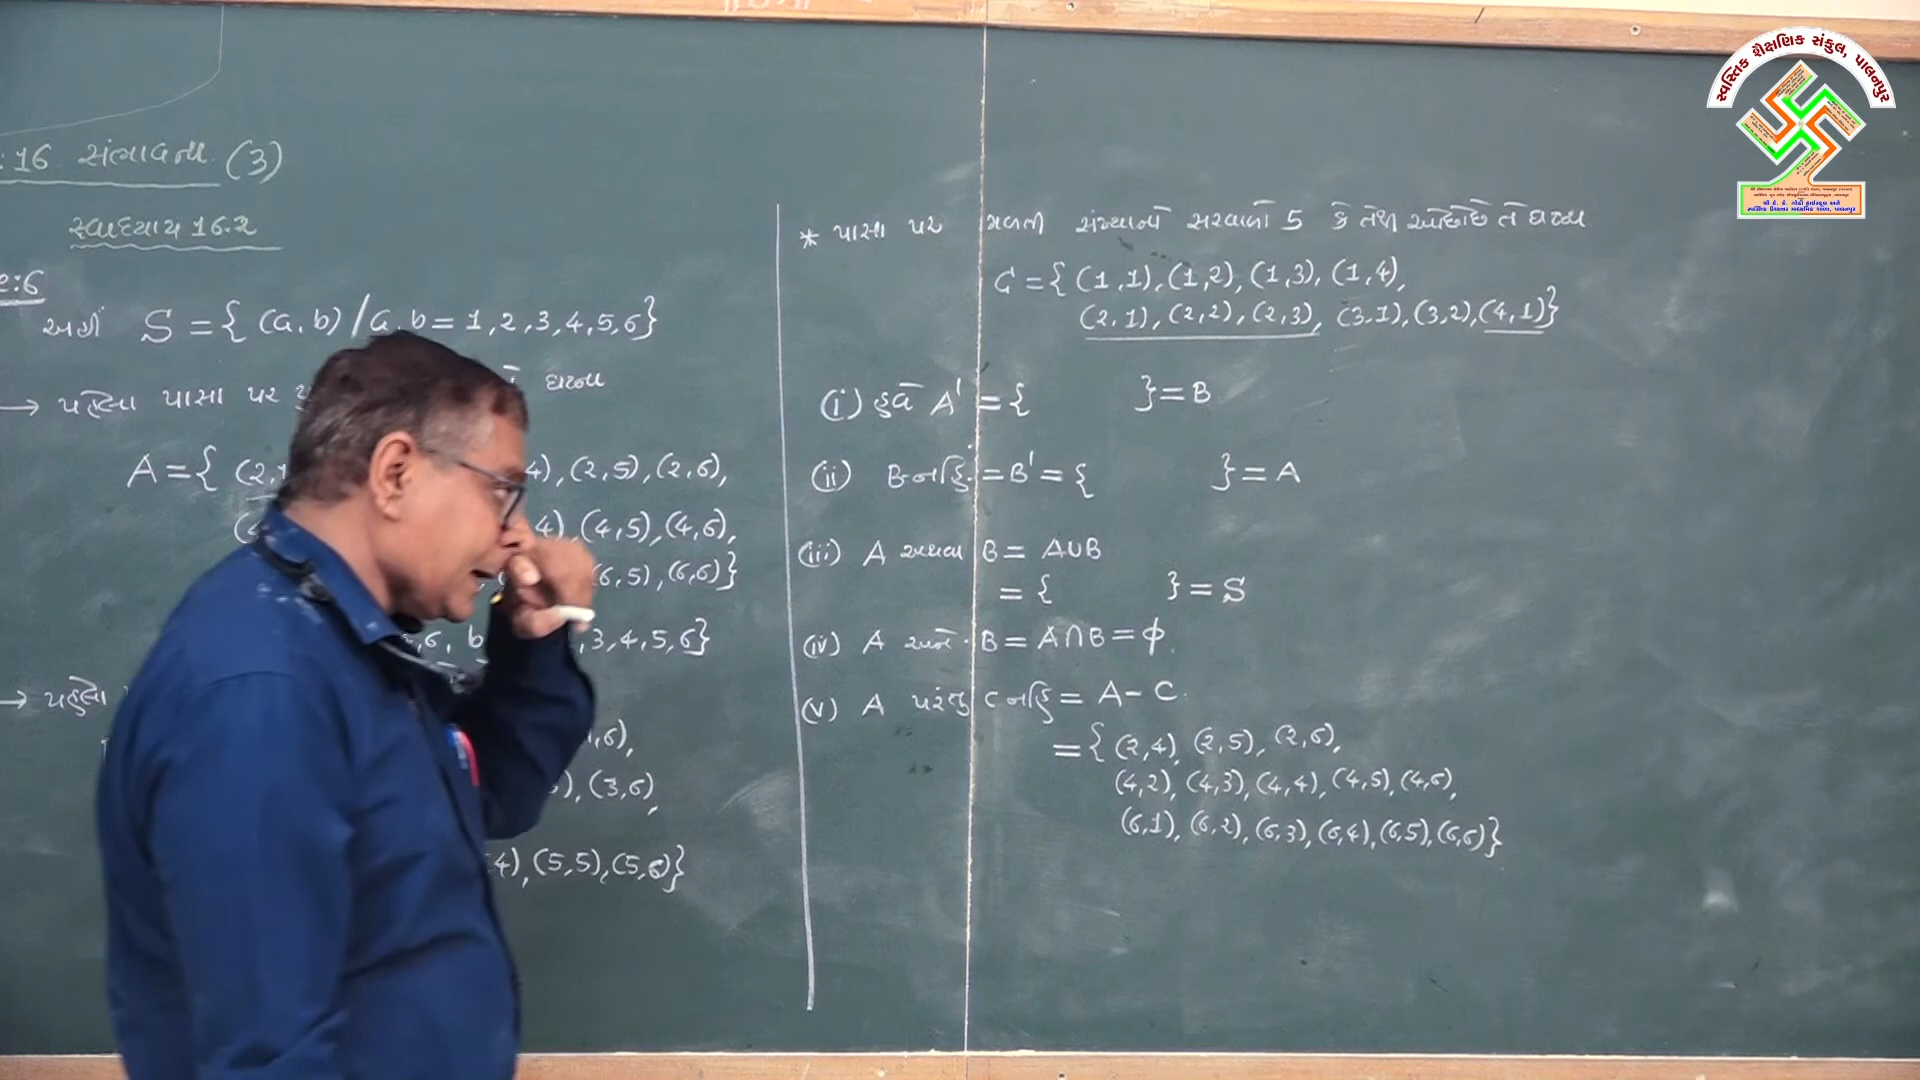 : 16 સંભાવના (3)
સ્વાધ્યાય 16.2
અહીં S = { (a, b) / a, b = 1, 2, 3, 4, 5, 6 }
→ પહેલા પાસા પર ઘટના
A = { (2, 4), (2, 5), (2, 6),
4), (4, 5), (4, 6),
(6, 5), (6, 6) }
, 6, b 3, 4, 5, 6 }
→ પહેલા
, 6),
), (3, 6),
4), (5, 5), (5, 6) }
* પાસા પર મળતી સંખ્યાનો સરવાળો 5 કે તેથી ઓછો છે તે ઘટના
C = { (1, 1), (1, 2), (1, 3), (1, 4),
(2, 1), (2, 2), (2, 3), (3, 1), (3, 2), (4, 1) }
(i) હવે A' = { } = B
(ii) B નહિ = B' = { } = A
(iii) A અથવા B = A∪B
= { } = S
(iv) A અને B = A∩B = ϕ.
(v) A પરંતુ C નહિ = A – C.
= { (2, 4), (2, 5), (2, 6),
(4, 2), (4, 3), (4, 4), (4, 5), (4, 6),
(6, 1), (6, 2), (6, 3), (6, 4), (6, 5), (6, 6) }
સ્વસ્તિક શૈક્ષણિક સંકુલ, પાલનપુર